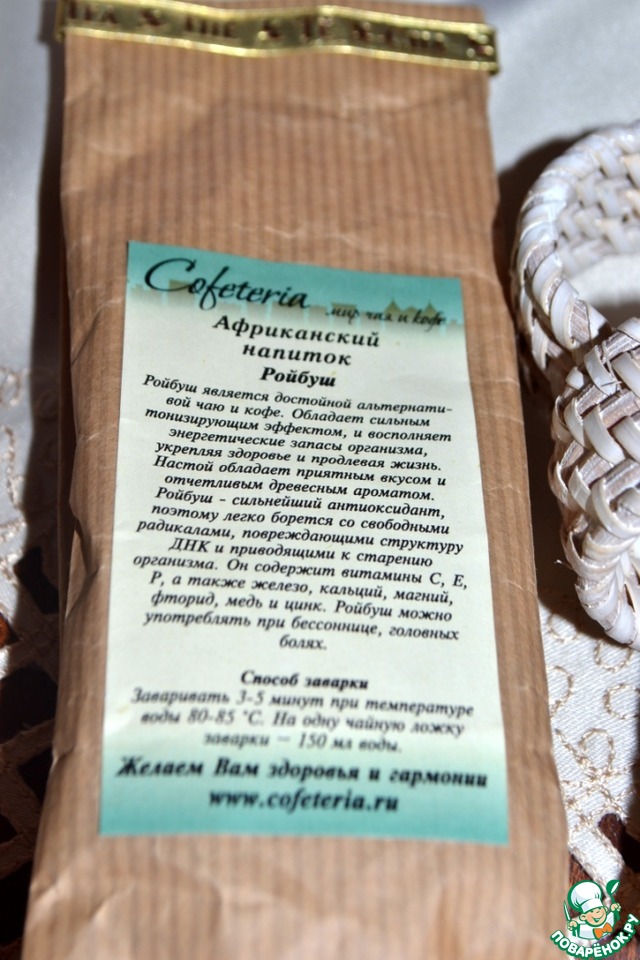 Cofeteria
мир чая и кофе
Африканский
напиток
Ройбуш
Ройбуш является достойной альтернати-
вой чаю и кофе. Обладает сильным
тонизирующим эффектом, и восполняет
энергетические запасы организма,
укрепляя здоровье и продлевая жизнь.
Настой обладает приятным вкусом и
отчетливым древесным ароматом.
Ройбуш - сильнейший антиоксидант,
поэтому легко борется со свободными
радикалами, повреждающими структуру
ДНК и приводящими к старению
организма. Он содержит витамины С, Е,
Р, а также железо, кальций, магний,
фторид, медь и цинк. Ройбуш можно
употреблять при бессоннице, головных
болях.
Способ заварки
Заваривать 3-5 минут при температуре
воды 80-85 °С. На одну чайную ложку
заварки — 150 мл воды.
Желаем Вам здоровья и гармонии
www.cofeteria.ru
ПОВАРЁНОК.РУ